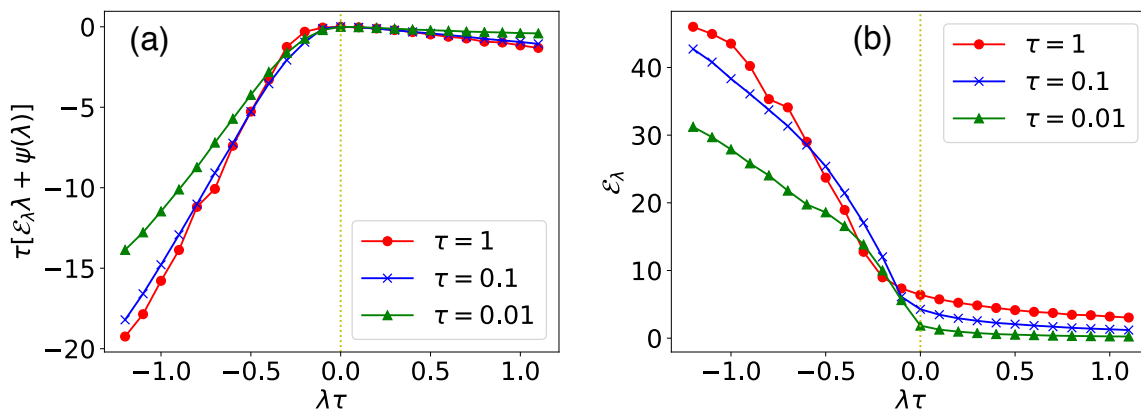 (a)
τ[ℰ_λλ + ψ(λ)]
0
−5
−10
−15
−20
−1.0 −0.5 0.0 0.5 1.0
λτ
τ = 1
τ = 0.1
τ = 0.01
(b)
ℰ_λ
40
30
20
10
0
−1.0 −0.5 0.0 0.5 1.0
λτ
τ = 1
τ = 0.1
τ = 0.01